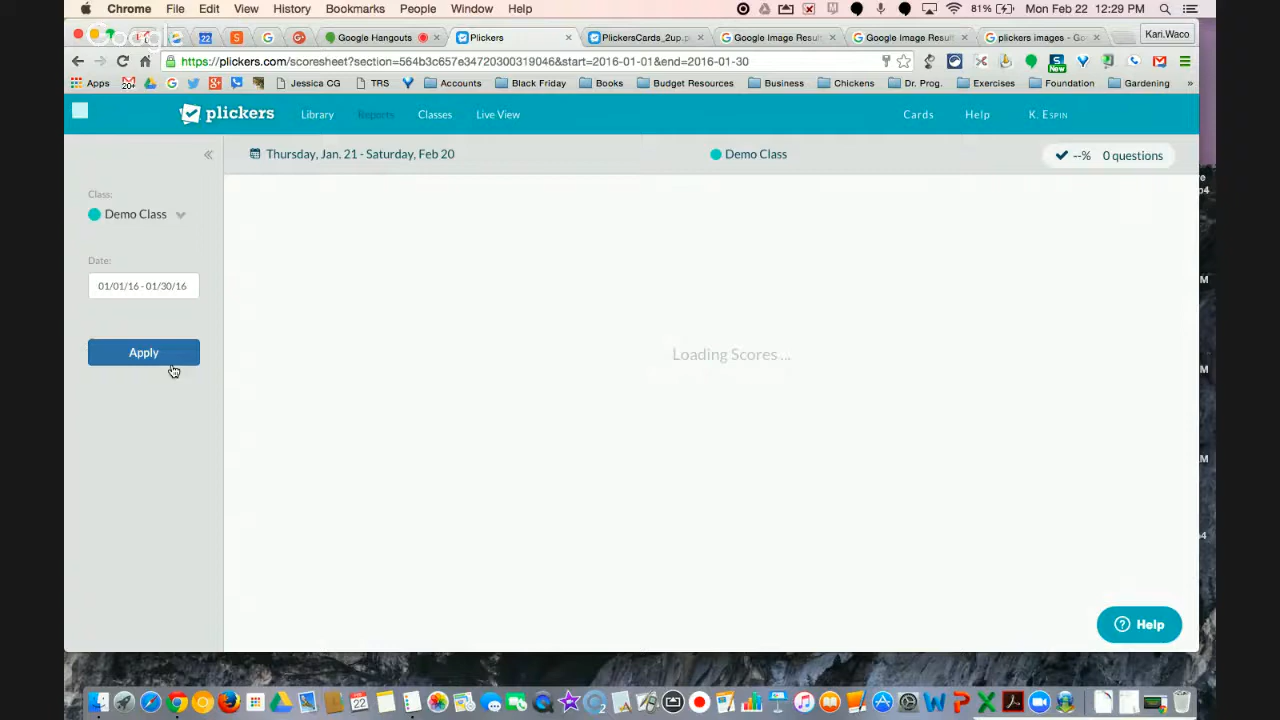 Chrome File Edit View History Bookmarks People Window Help 81% Mon Feb 22 12:29 PM
Google Hangouts Plickers PlickersCards_2up.p Google Image Result Google Image Result plickers images - Go Kari.Waco
https://plickers.com/scoresheet?section=564b3c657e34720300319046&start=2016-01-01&end=2016-01-30
Apps Jessica CG TRS Accounts Black Friday Books Budget Resources Business Chickens Dr. Prog. Exercises Foundation Gardening »
plickers Library Reports Classes Live View Cards Help K. Espin
Thursday, Jan. 21 - Saturday, Feb 20 Demo Class --% 0 questions
Class:
Demo Class
Date:
01/01/16 - 01/30/16
Apply
Loading Scores ...
Help